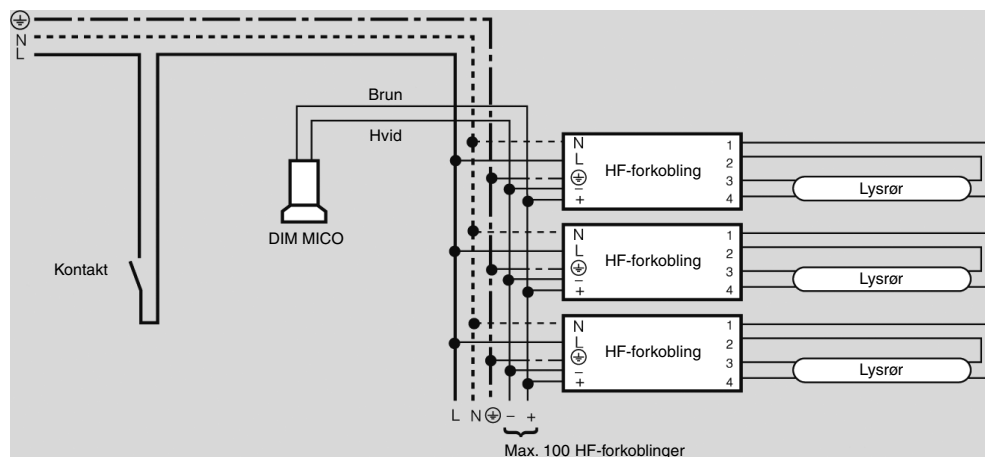 N
L
Brun
Hvid
DIM MICO
Kontakt
N
L
–
+
HF-forkobling
1
2
3
4
Lysrør
N
L
–
+
HF-forkobling
1
2
3
4
Lysrør
N
L
–
+
HF-forkobling
1
2
3
4
Lysrør
L N – +
Max. 100 HF-forkoblinger